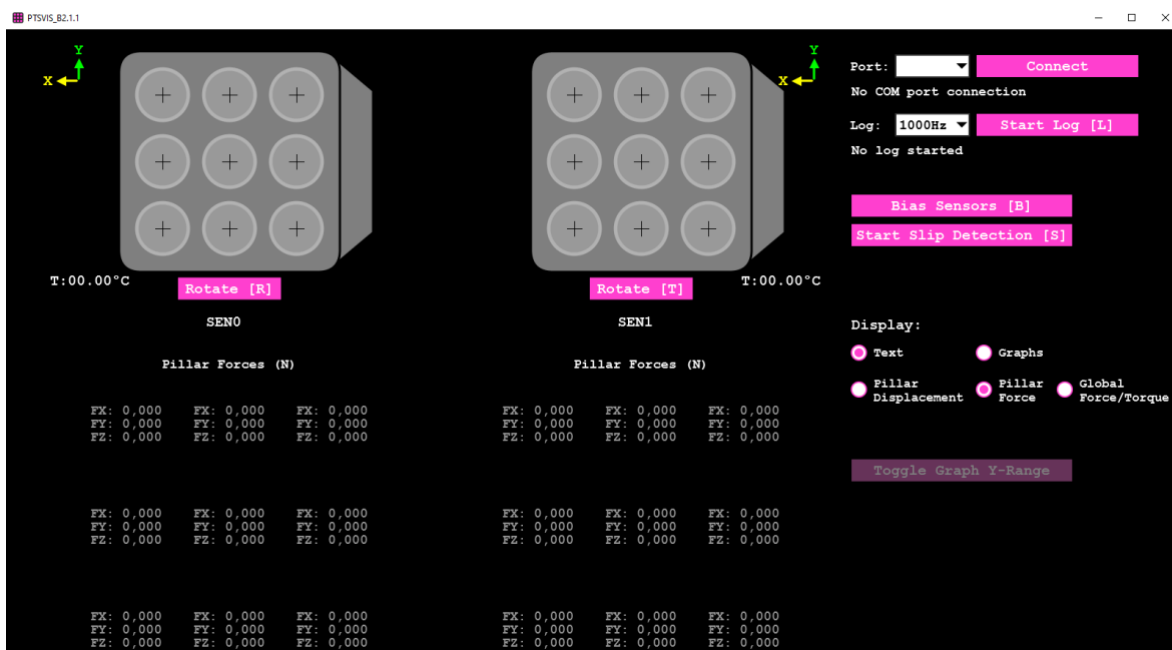 PTSVIS_B2.1.1
Y
X
Y
X
T:00.00°C
Rotate [R]
Rotate [T]
T:00.00°C
SEN0
SEN1
Pillar Forces (N)
Pillar Forces (N)
FX: 0,000 FX: 0,000 FX: 0,000
FY: 0,000 FY: 0,000 FY: 0,000
FZ: 0,000 FZ: 0,000 FZ: 0,000
FX: 0,000 FX: 0,000 FX: 0,000
FY: 0,000 FY: 0,000 FY: 0,000
FZ: 0,000 FZ: 0,000 FZ: 0,000
FX: 0,000 FX: 0,000 FX: 0,000
FY: 0,000 FY: 0,000 FY: 0,000
FZ: 0,000 FZ: 0,000 FZ: 0,000
FX: 0,000 FX: 0,000 FX: 0,000
FY: 0,000 FY: 0,000 FY: 0,000
FZ: 0,000 FZ: 0,000 FZ: 0,000
FX: 0,000 FX: 0,000 FX: 0,000
FY: 0,000 FY: 0,000 FY: 0,000
FZ: 0,000 FZ: 0,000 FZ: 0,000
FX: 0,000 FX: 0,000 FX: 0,000
FY: 0,000 FY: 0,000 FY: 0,000
FZ: 0,000 FZ: 0,000 FZ: 0,000
Port: Connect
No COM port connection
Log: 1000Hz Start Log [L]
No log started
Bias Sensors [B]
Start Slip Detection [S]
Display:
Text Graphs
Pillar Displacement
Pillar Force
Global Force/Torque
Toggle Graph Y-Range